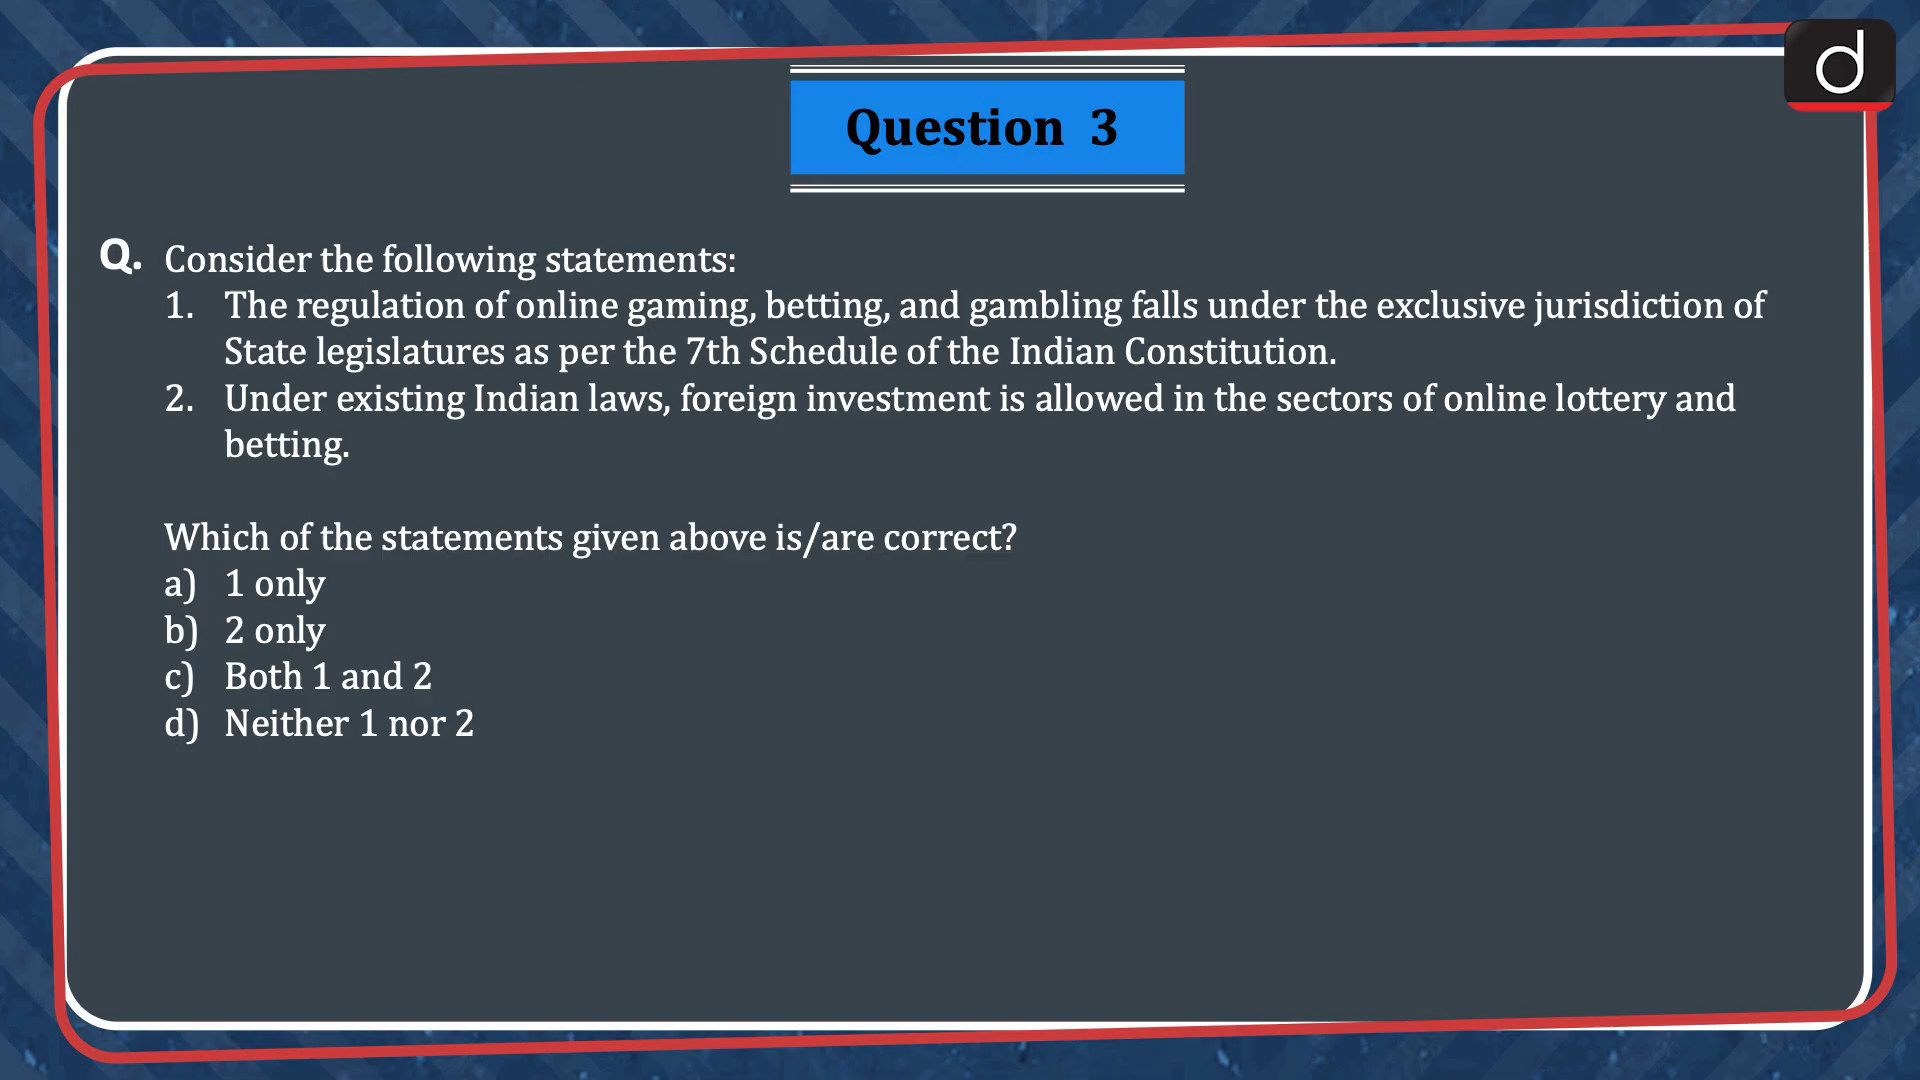 Question 3
Q. Consider the following statements:
1. The regulation of online gaming, betting, and gambling falls under the exclusive jurisdiction of
State legislatures as per the 7th Schedule of the Indian Constitution.
2. Under existing Indian laws, foreign investment is allowed in the sectors of online lottery and
betting.
Which of the statements given above is/are correct?
a) 1 only
b) 2 only
c) Both 1 and 2
d) Neither 1 nor 2
d